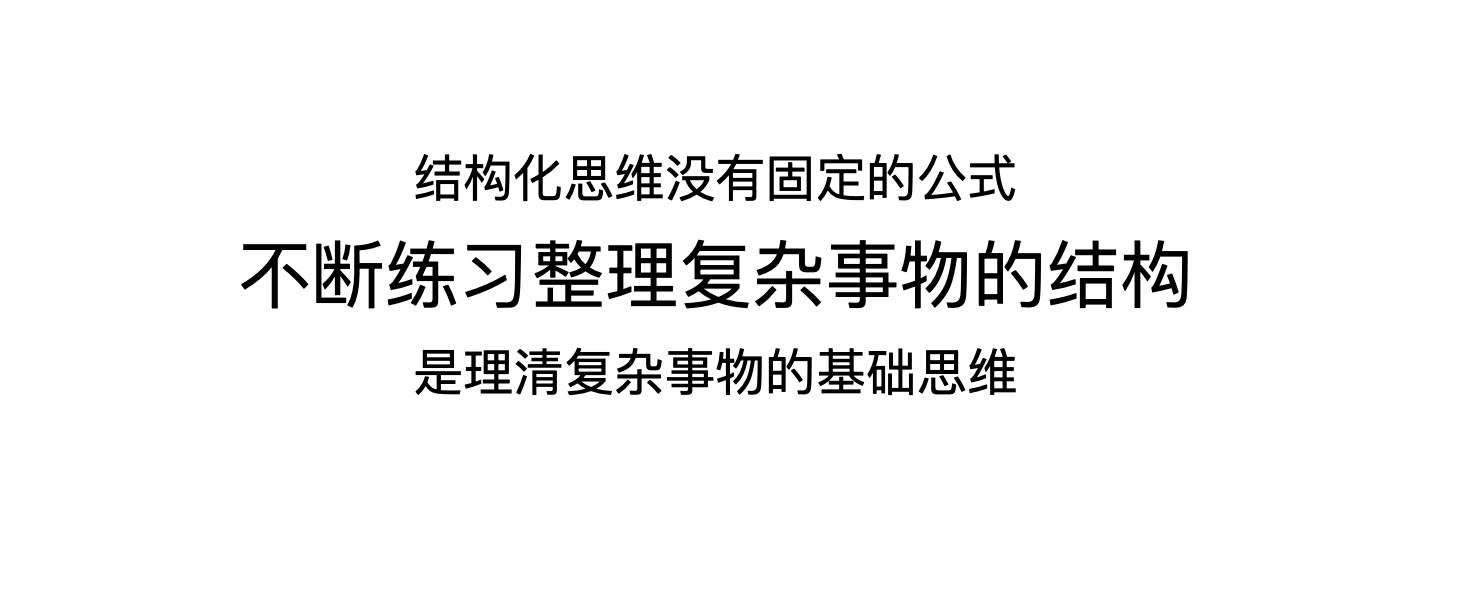 结构化思维没有固定的公式
不断练习整理复杂事物的结构
是理清复杂事物的基础思维